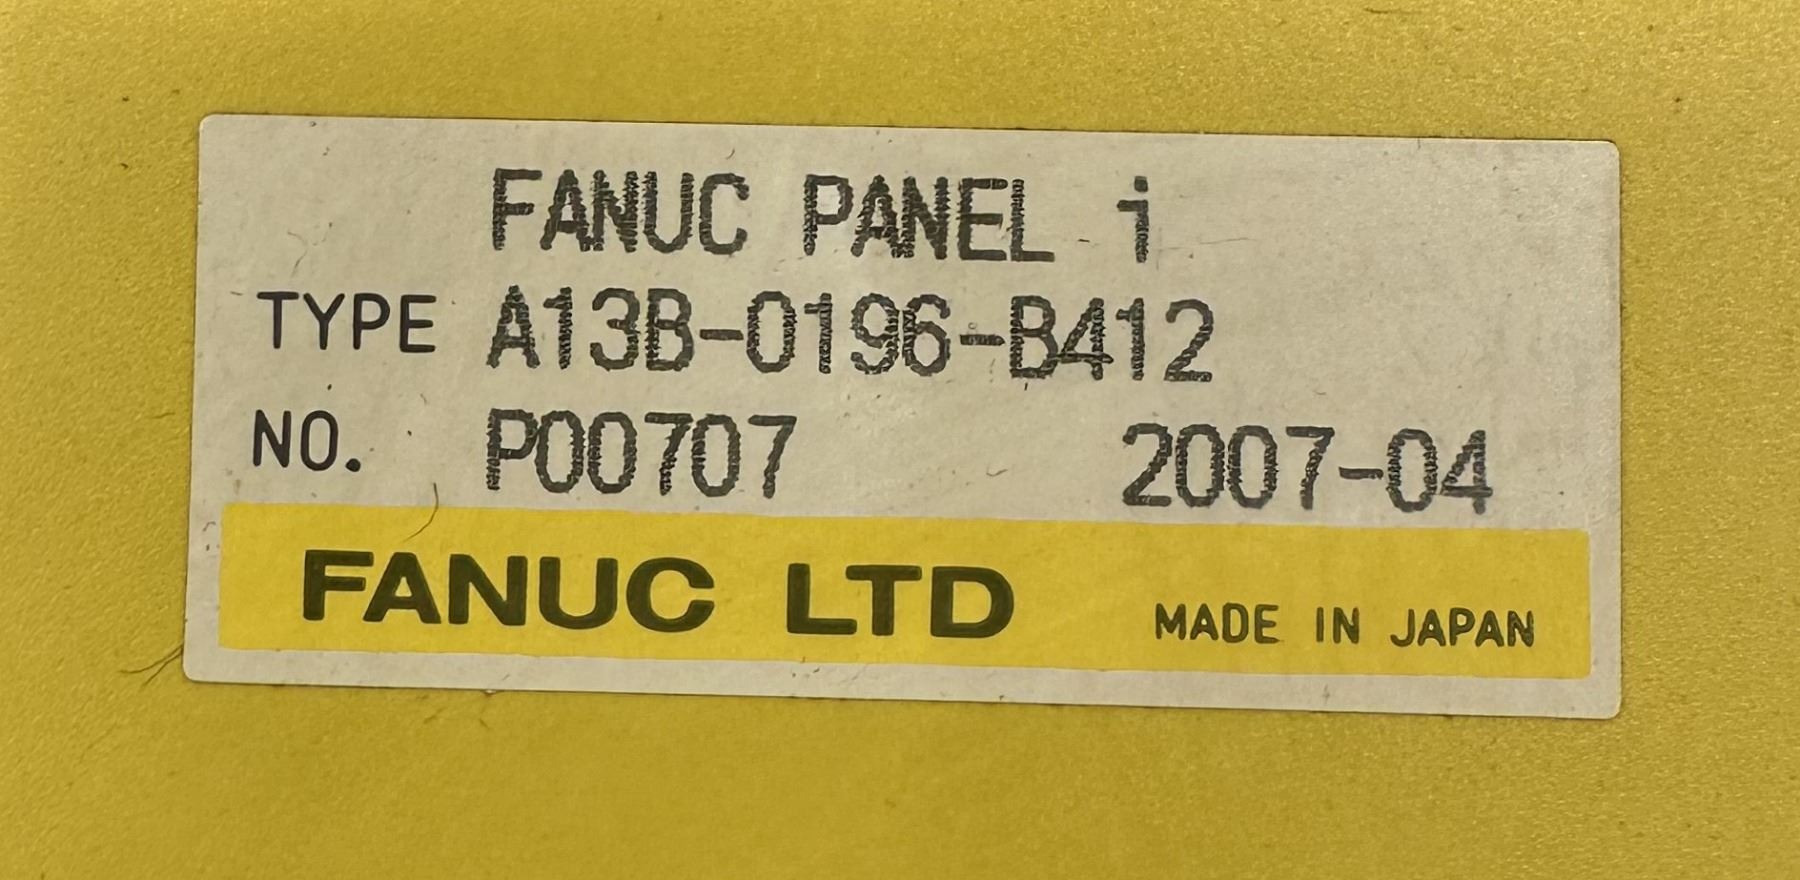 FANUC PANEL i
TYPE A13B-0196-B412
NO. P00707 2007-04
FANUC LTD MADE IN JAPAN